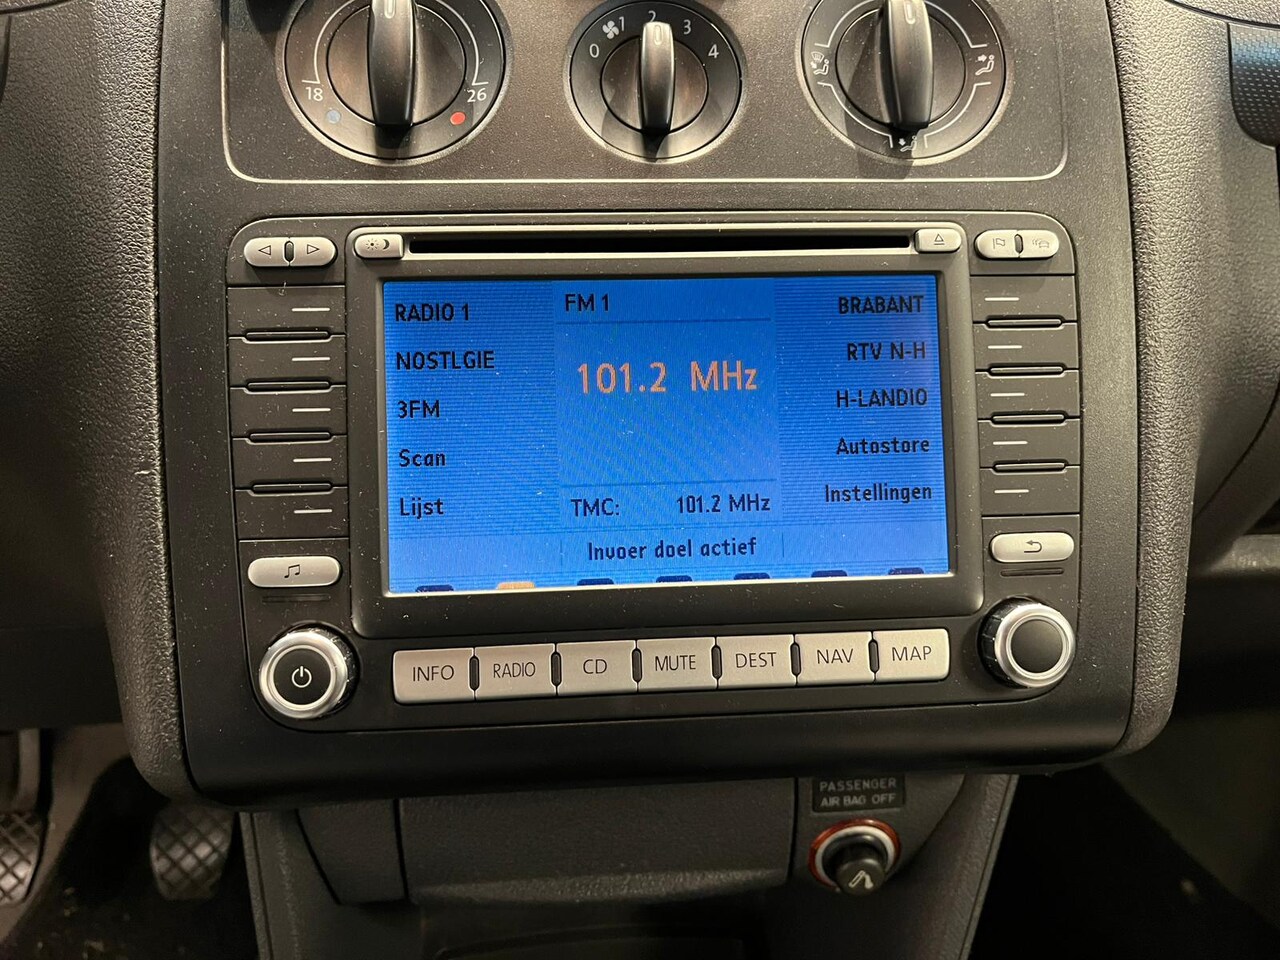 18
26
0
1
2
3
4
RADIO 1
NOSTLGIE
3FM
Scan
Lijst
FM 1
101.2 MHz
TMC: 101.2 MHz
Invoer doel actief
BRABANT
RTV N-H
H-LANDIO
Autostore
Instellingen
INFO
RADIO
CD
MUTE
DEST
NAV
MAP
PASSENGER
AIR BAG OFF